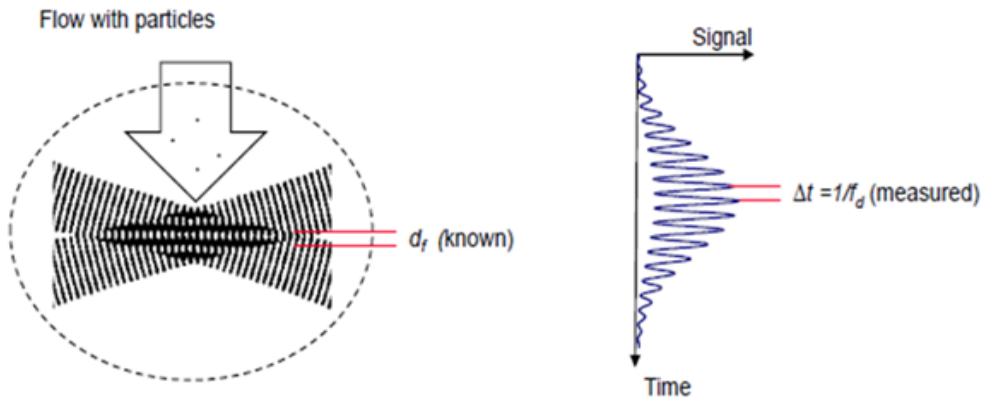 Flow with particles
d_f (known)
Signal
Δt =1/f_d (measured)
Time